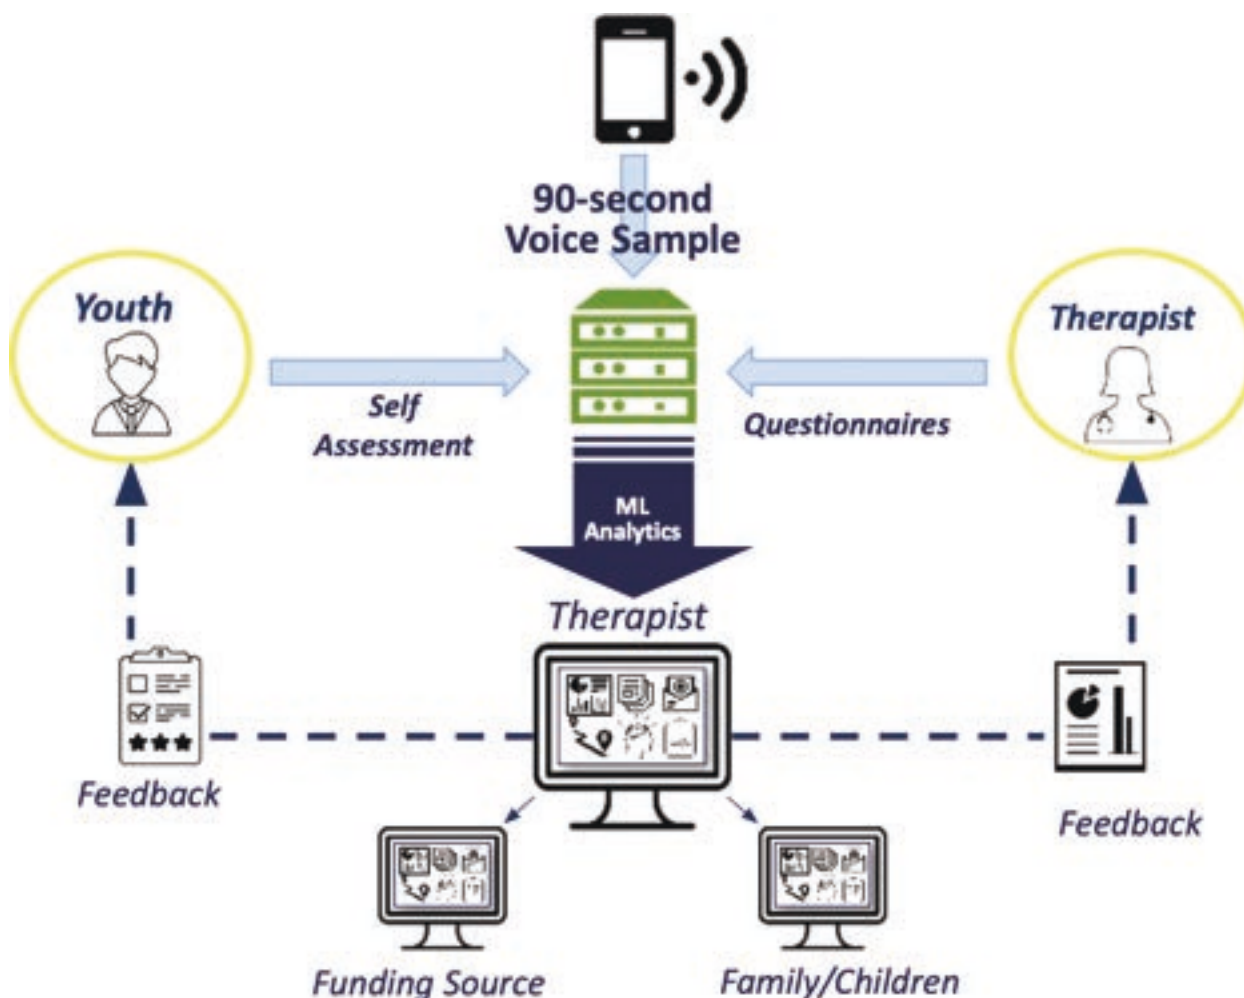 90-second
Voice Sample
Youth
Therapist
Self
Assessment
Questionnaires
ML
Analytics
Therapist
Feedback
Feedback
Funding Source
Family/Children